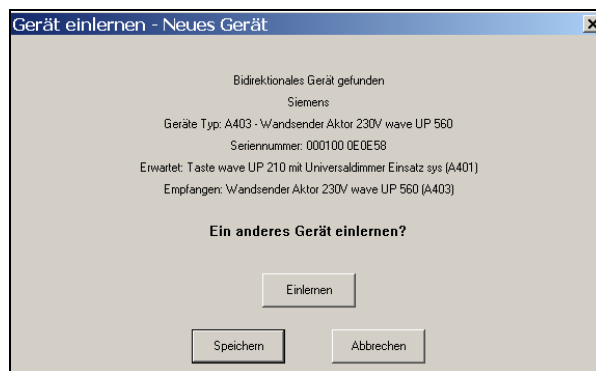 Gerät einlernen - Neues Gerät
Bidirektionales Gerät gefunden
Siemens
Geräte Typ: A403 - Wandsender Aktor 230V wave UP 560
Seriennummer: 000100 0E0E58
Erwartet: Taste wave UP 210 mit Universaldimmer Einsatz sys (A401)
Empfangen: Wandsender Aktor 230V wave UP 560 (A403)
Ein anderes Gerät einlernen?
Einlernen
Speichern Abbrechen